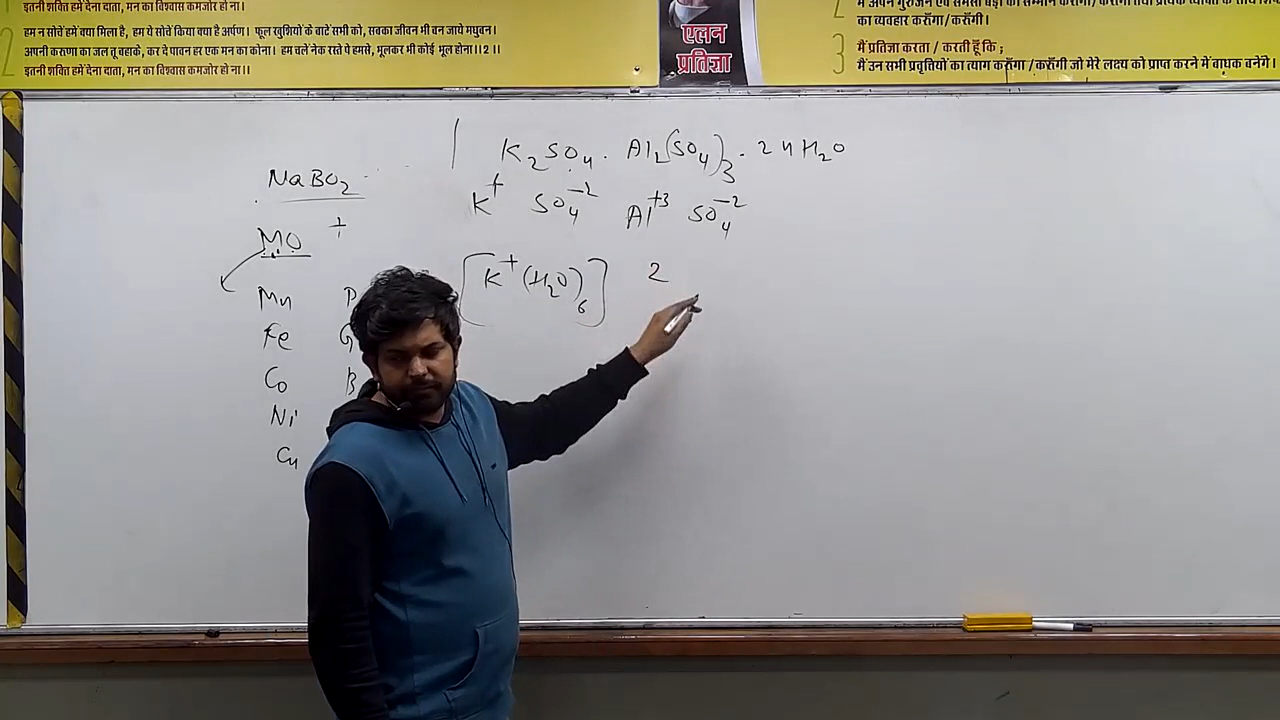 इतनी शक्ति हमें देना दाता, मन का विश्वास कमजोर हो ना।
हम न सोचें हमें क्या मिला है, हम ये सोचें किया क्या है अर्पण। फूल खुशियों के बाटें सभी को, सबका जीवन भी बन जाये मधुबन।
2 अपनी करुणा का जल तू बहाके, कर दे पावन हर एक मन का कोना। हम चलें नेक रस्ते पे हमसे, भूलकर भी कोई भूल होना।। 2 ।।
इतनी शक्ति हमें देना दाता, मन का विश्वास कमजोर हो ना।।
एलन
प्रतिज्ञा
का व्यवहार करूँगा/करूँगी।
3 मैं प्रतिज्ञा करता / करती हूँ कि ;
मैं उन सभी प्रवृत्तियों का त्याग करूँगा /करूँगी जो मेरे लक्ष्य को प्राप्त करने में बाधक बनेंगे।
K2SO4 . Al2(SO4)3 . 24H2O
NaBO2
K+ SO4-2 Al+3 SO4-2
MO +
[K+(H2O)6] 2
Mn
Fe
Co B
Ni
Cu